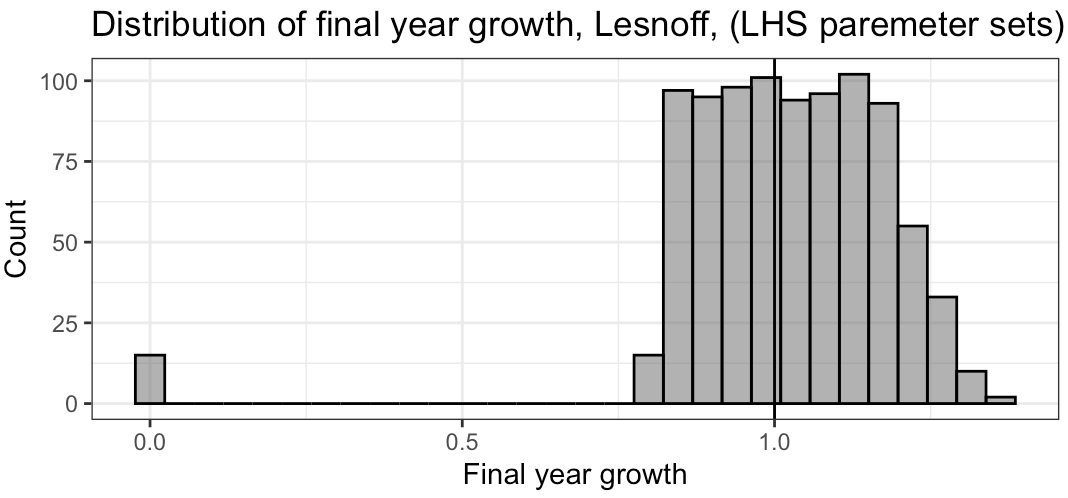 Distribution of final year growth, Lesnoff, (LHS paremeter sets)
100
75
50
25
0
Count
0.0 0.5 1.0
Final year growth